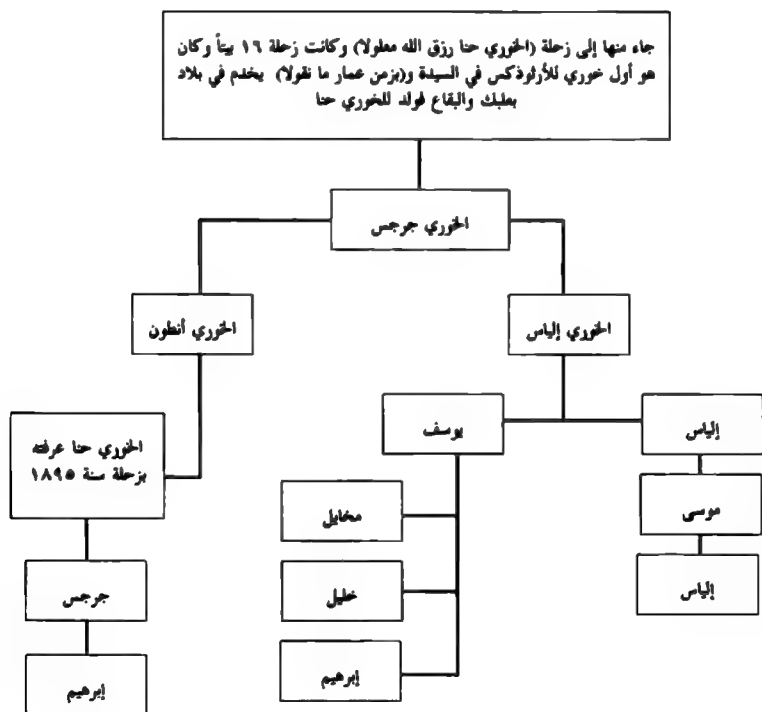 جاء منها إلى زحلة (الخوري حنا رزق الله معلولا) وكانت زحلة ١٦ بيتاً وكان
هو أول خوري للأرثوذكس في السيدة و(بزمن عمار ما نقولا) يخدم في بلاد
بعلبك والبقاع فولد للخوري حنا
الخوري جرجس
الخوري إلياس
الخوري أنطون
إلياس
يوسف
الخوري حنا عرفته
بزحلة سنة ١٨٩٥
موسى
مخايل
إلياس
خليل
جرجس
إبرهيم
إبرهيم